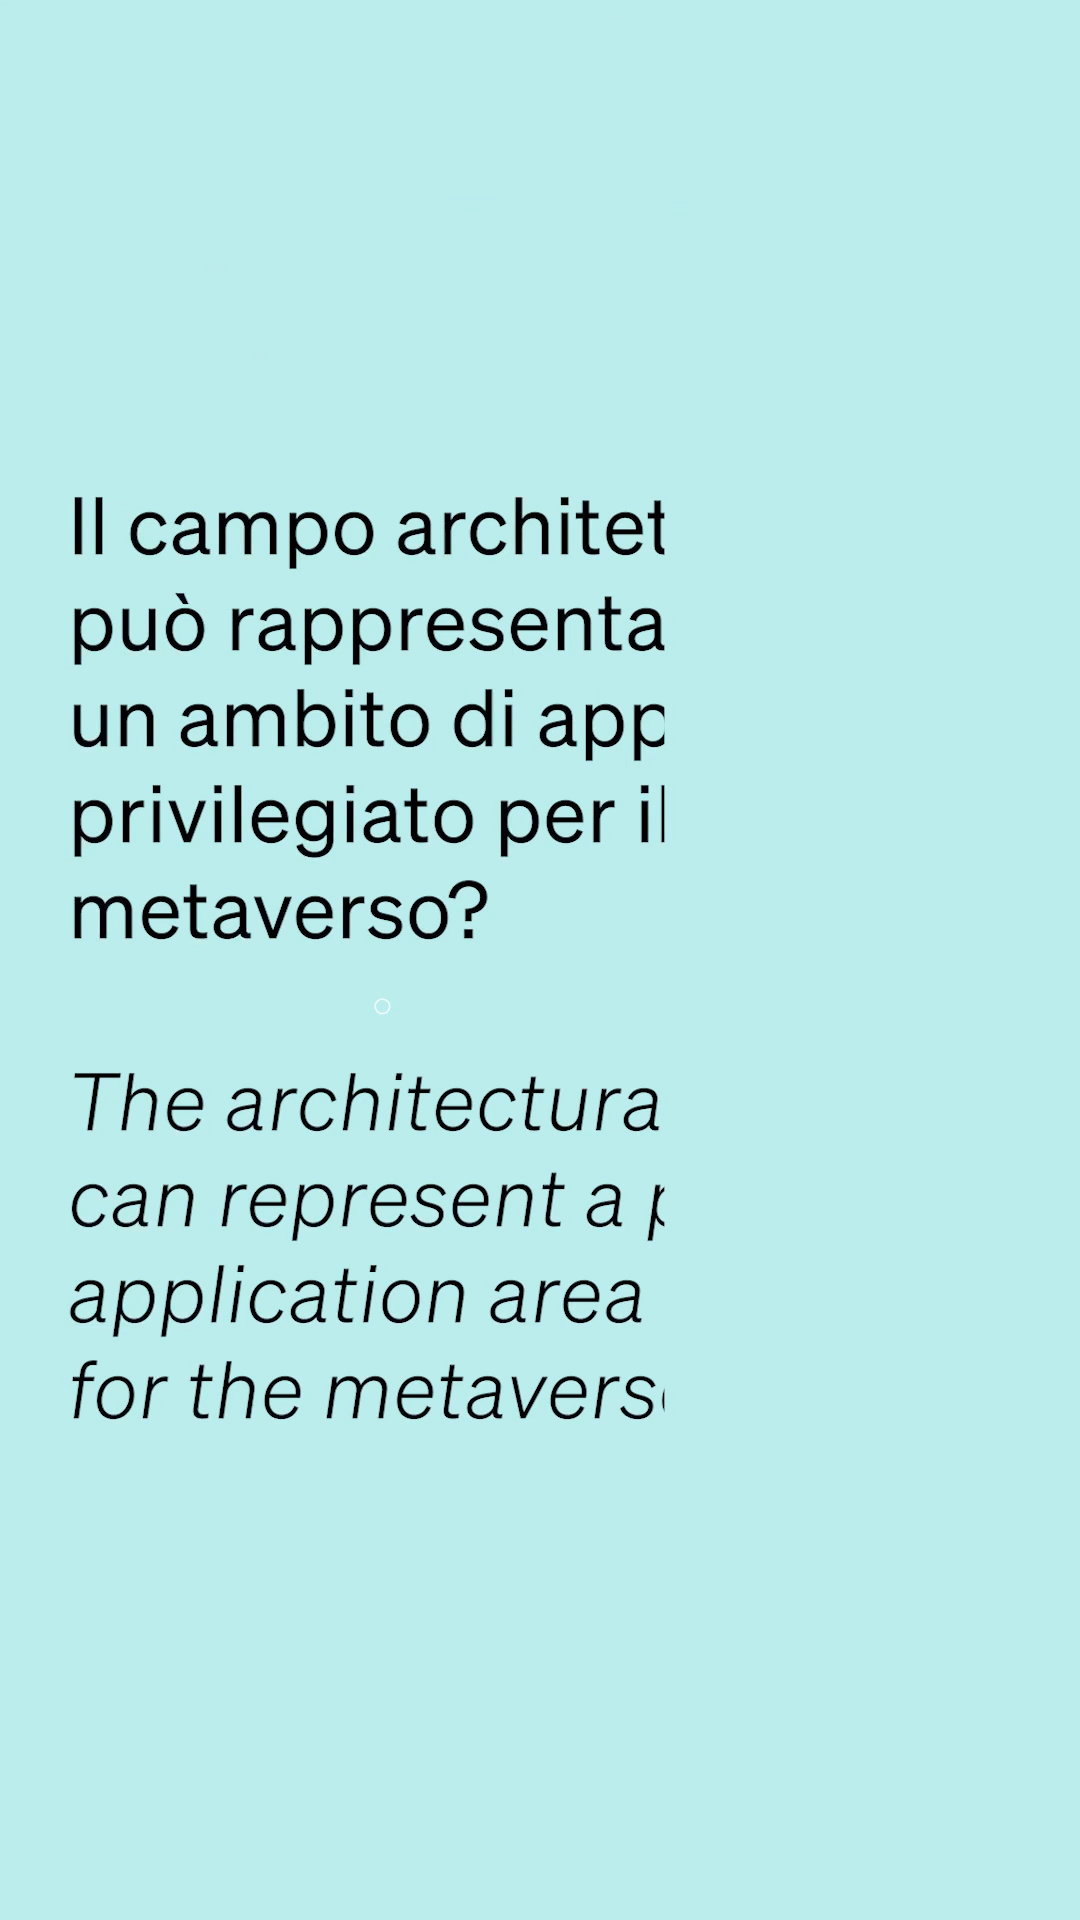 Il campo architet
può rappresenta
un ambito di app
privilegiato per il
metaverso?
The architectura
can represent a p
application area
for the metavers